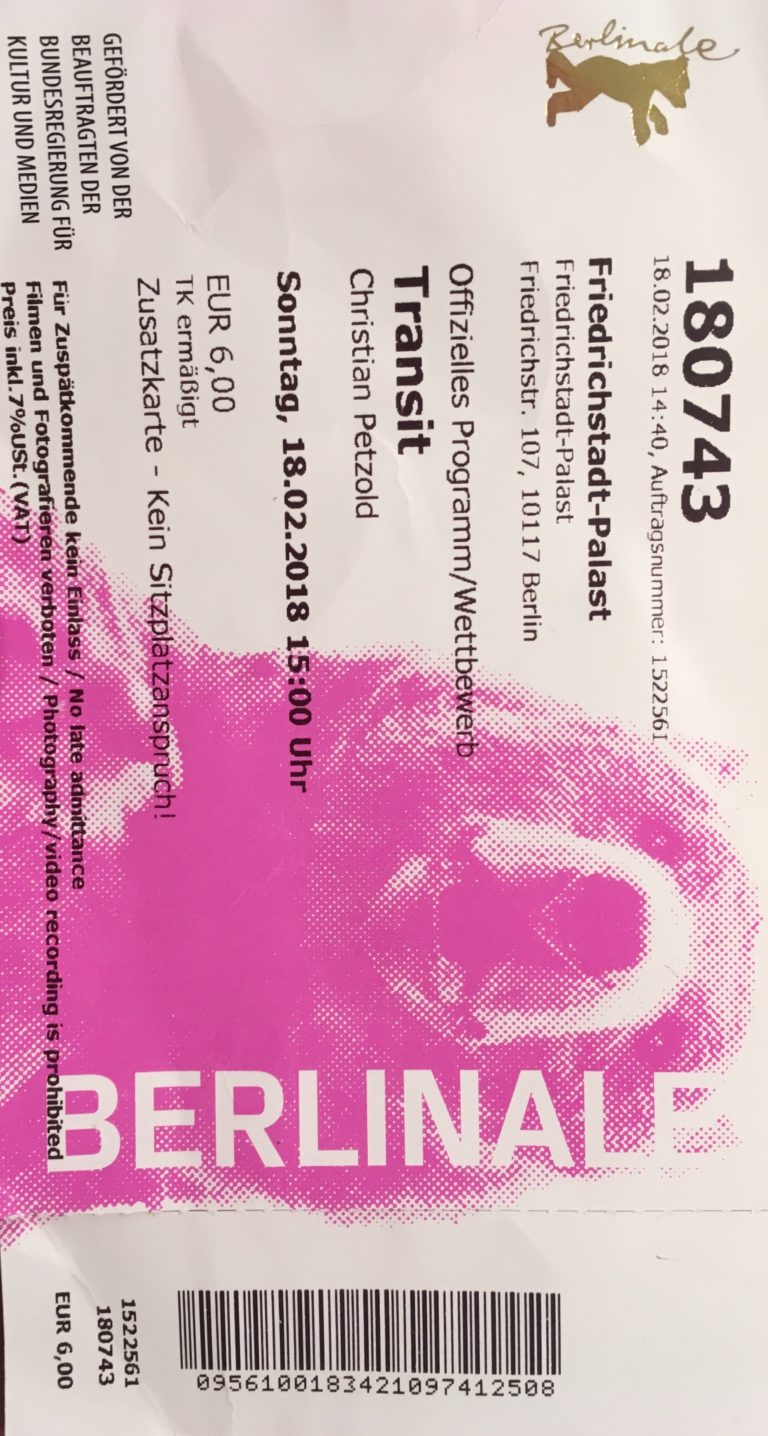 Berlinale
180743
18.02.2018 14:40, Auftragsnummer: 1522561
Friedrichstadt-Palast
Friedrichstadt-Palast
Friedrichstr. 107, 10117 Berlin
Offizielles Programm/Wettbewerb
Transit
Christian Petzold
Sonntag, 18.02.2018 15:00 Uhr
EUR 6,00
TK ermäßigt
Zusatzkarte - Kein Sitzplatzanspruch!
GEFÖRDERT VON DER
BEAUFTRAGTEN DER
BUNDESREGIERUNG FÜR
KULTUR UND MEDIEN
Für Zuspätkommende kein Einlass / No late admittance
Filmen und Fotografieren verboten / Photography/video recording is prohibited
Preis inkl.7%USt.(VAT)
BERLINALE
0956100183421097412508
1522561
180743
EUR 6,00